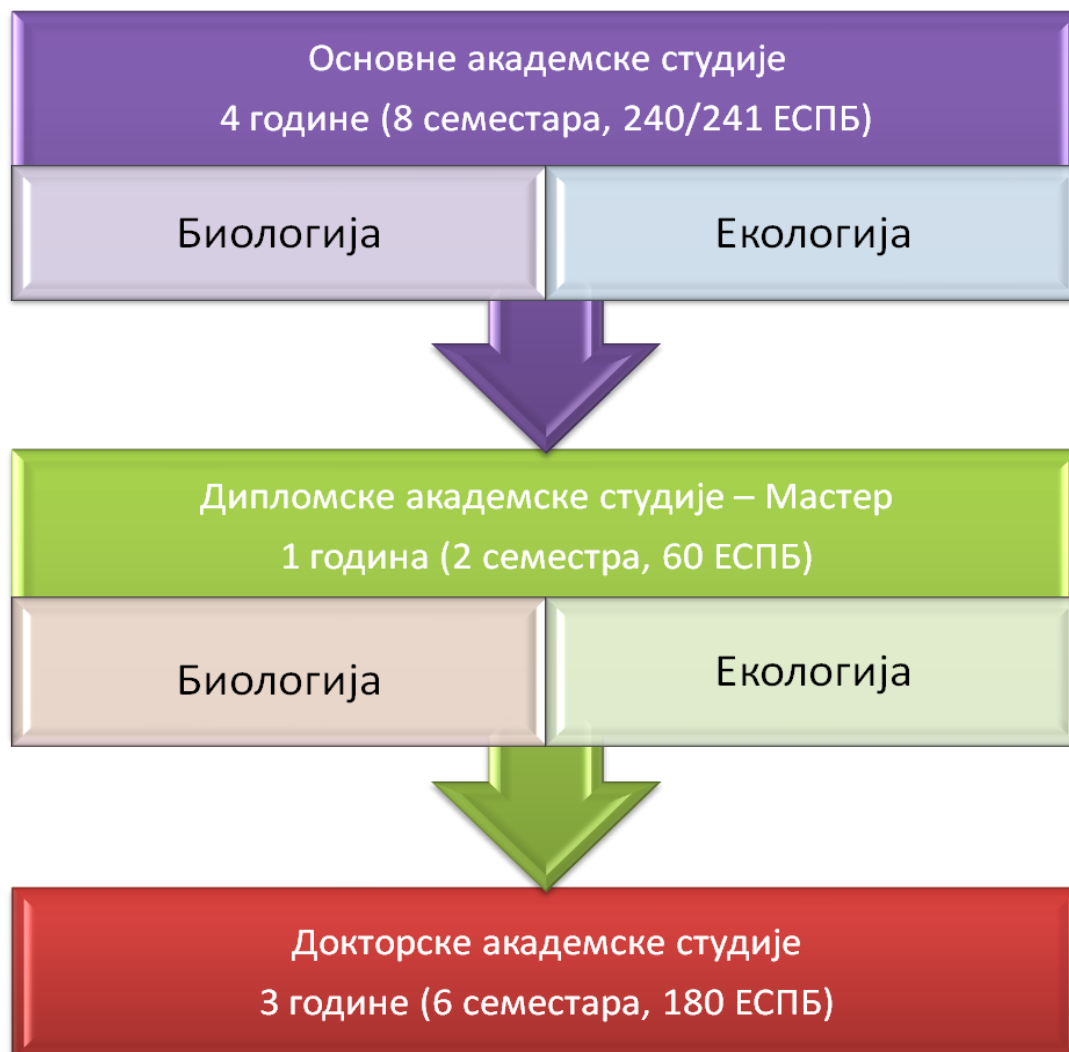 Основне академске студије
4 године (8 семестара, 240/241 ЕСПБ)
Биологија
Екологија
Дипломске академске студије – Мастер
1 година (2 семестра, 60 ЕСПБ)
Биологија
Екологија
Докторске академске студије
3 године (6 семестара, 180 ЕСПБ)